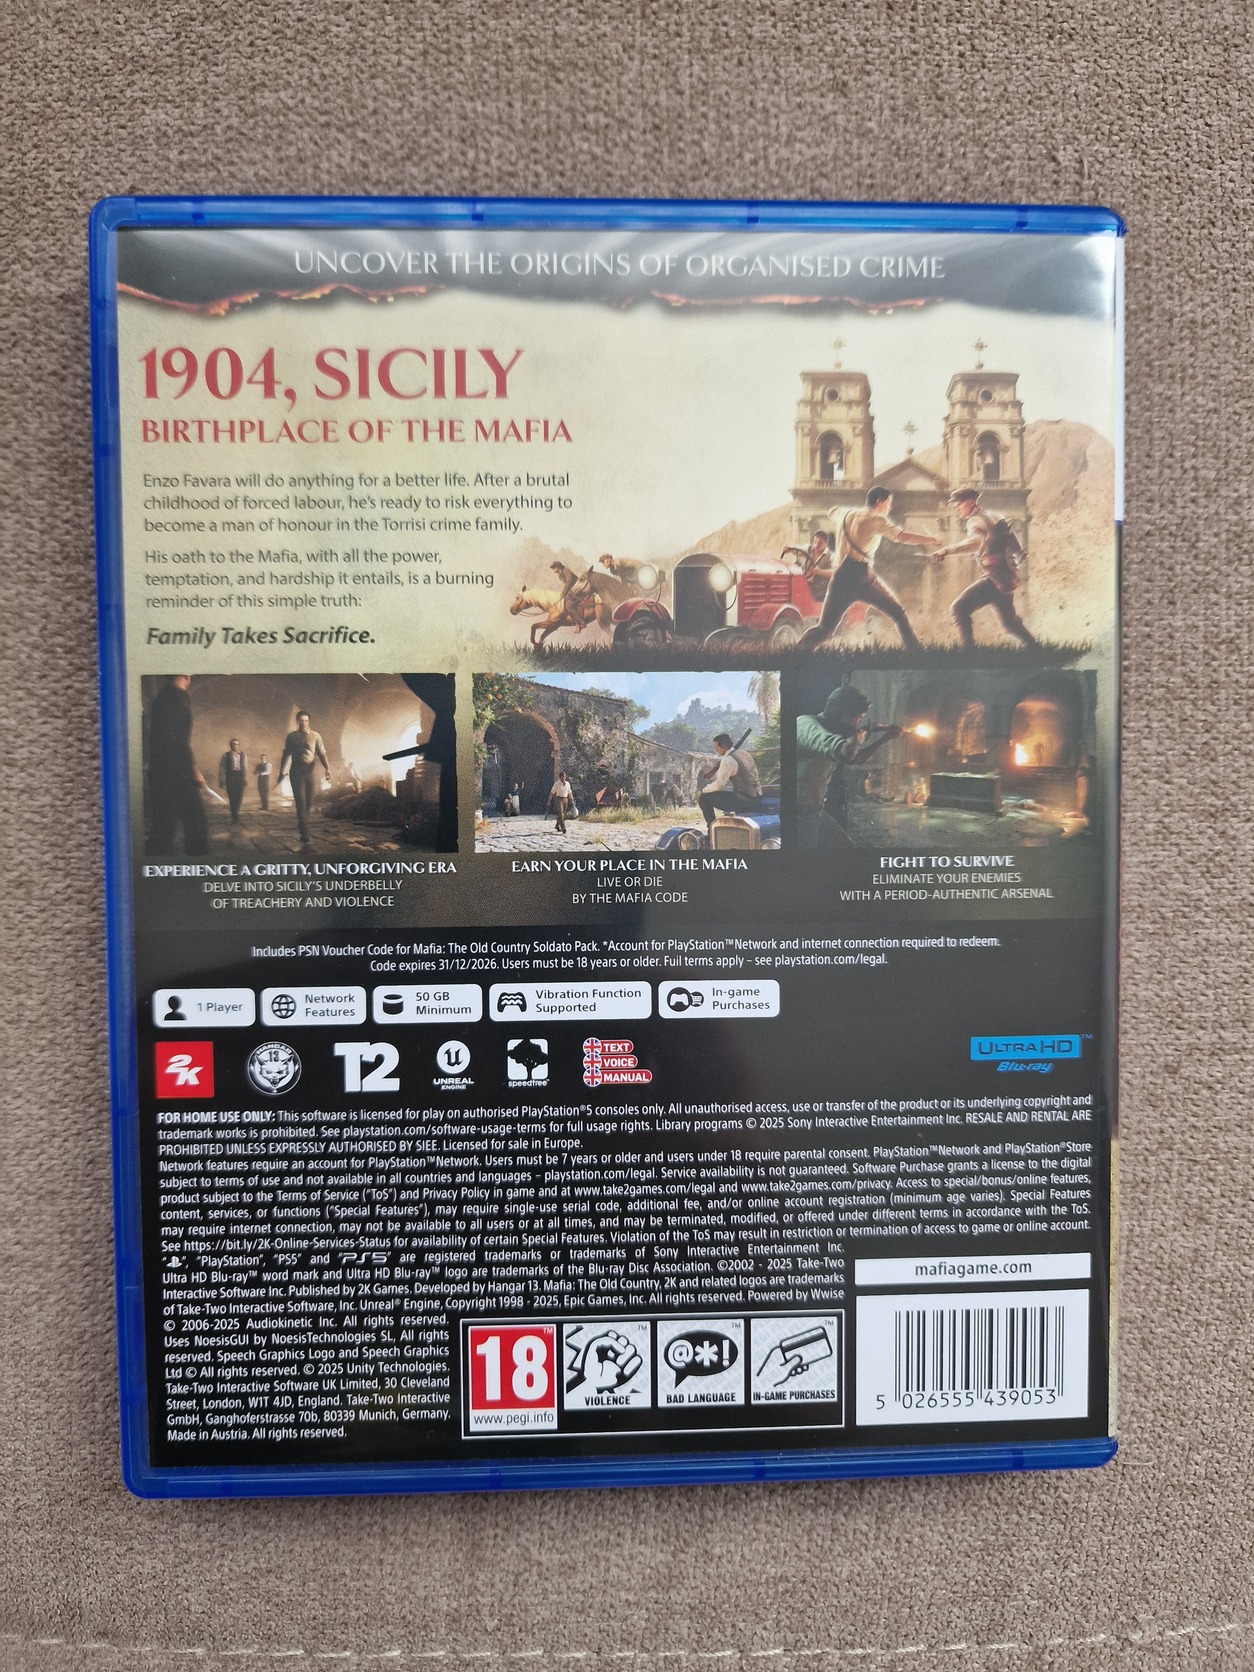 UNCOVER THE ORIGINS OF ORGANISED CRIME
1904, SICILY
BIRTHPLACE OF THE MAFIA
Enzo Favara will do anything for a better life. After a brutal
childhood of forced labour, he's ready to risk everything to
become a man of honour in the Torrisi crime family.
His oath to the Mafia, with all the power,
temptation, and hardship it entails, is a burning
reminder of this simple truth:
Family Takes Sacrifice.
EXPERIENCE A GRITTY, UNFORGIVING ERA
DELVE INTO SICILY'S UNDERBELLY
OF TREACHERY AND VIOLENCE
EARN YOUR PLACE IN THE MAFIA
LIVE OR DIE
BY THE MAFIA CODE
FIGHT TO SURVIVE
ELIMINATE YOUR ENEMIES
WITH A PERIOD-AUTHENTIC ARSENAL
Includes PSN Voucher Code for Mafia: The Old Country Soldato Pack. *Account for PlayStation™Network and internet connection required to redeem.
Code expires 31/12/2026. Users must be 18 years or older. Full terms apply – see playstation.com/legal.
1 Player
Network
Features
50 GB
Minimum
Vibration Function
Supported
In-game
Purchases
2K
HANGAR
13
T2
UNREAL
ENGINE
speedtree
TEXT
VOICE
MANUAL
ULTRA HD™
Blu-ray
FOR HOME USE ONLY: This software is licensed for play on authorised PlayStation®5 consoles only. All unauthorised access, use or transfer of the product or its underlying copyright and
trademark works is prohibited. See playstation.com/software-usage-terms for full usage rights. Library programs © 2025 Sony Interactive Entertainment Inc. RESALE AND RENTAL ARE
PROHIBITED UNLESS EXPRESSLY AUTHORISED BY SIEE. Licensed for sale in Europe.
Network features require an account for PlayStation™Network. Users must be 7 years or older and users under 18 require parental consent. PlayStation™Network and PlayStation®Store
subject to terms of use and not available in all countries and languages – playstation.com/legal. Service availability is not guaranteed. Software Purchase grants a license to the digital
product subject to the Terms of Service ("ToS") and Privacy Policy in game and at www.take2games.com/legal and www.take2games.com/privacy. Access to special/bonus/online features,
content, services, or functions ("Special Features"), may require single-use serial code, additional fee, and/or online account registration (minimum age varies). Special Features
may require internet connection, may not be available to all users or at all times, and may be terminated, modified, or offered under different terms in accordance with the ToS.
See https://bit.ly/2K-Online-Services-Status for availability of certain Special Features. Violation of the ToS may result in restriction or termination of access to game or online account.
"", "PlayStation", "PS5" and "PS5" are registered trademarks or trademarks of Sony Interactive Entertainment Inc.
Ultra HD Blu-ray™ word mark and Ultra HD Blu-ray™ logo are trademarks of the Blu-ray Disc Association. ©2002 - 2025 Take-Two
Interactive Software Inc. Published by 2K Games. Developed by Hangar 13. Mafia: The Old Country, 2K and related logos are trademarks
of Take-Two Interactive Software, Inc. Unreal® Engine, Copyright 1998 - 2025, Epic Games, Inc. All rights reserved. Powered by Wwise
© 2006-2025 Audiokinetic Inc. All rights reserved.
Uses NoesisGUI by NoesisTechnologies SL, All rights
reserved. Speech Graphics Logo and Speech Graphics
Ltd © All rights reserved. © 2025 Unity Technologies.
Take-Two Interactive Software UK Limited, 30 Cleveland
Street, London, W1T 4JD, England. Take-Two Interactive
GmbH, Ganghoferstrasse 70b, 80339 Munich, Germany.
Made in Austria. All rights reserved.
18™
www.pegi.info
™
VIOLENCE
@*!™
BAD LANGUAGE
™
IN-GAME PURCHASES
mafiagame.com
5 026555 439053